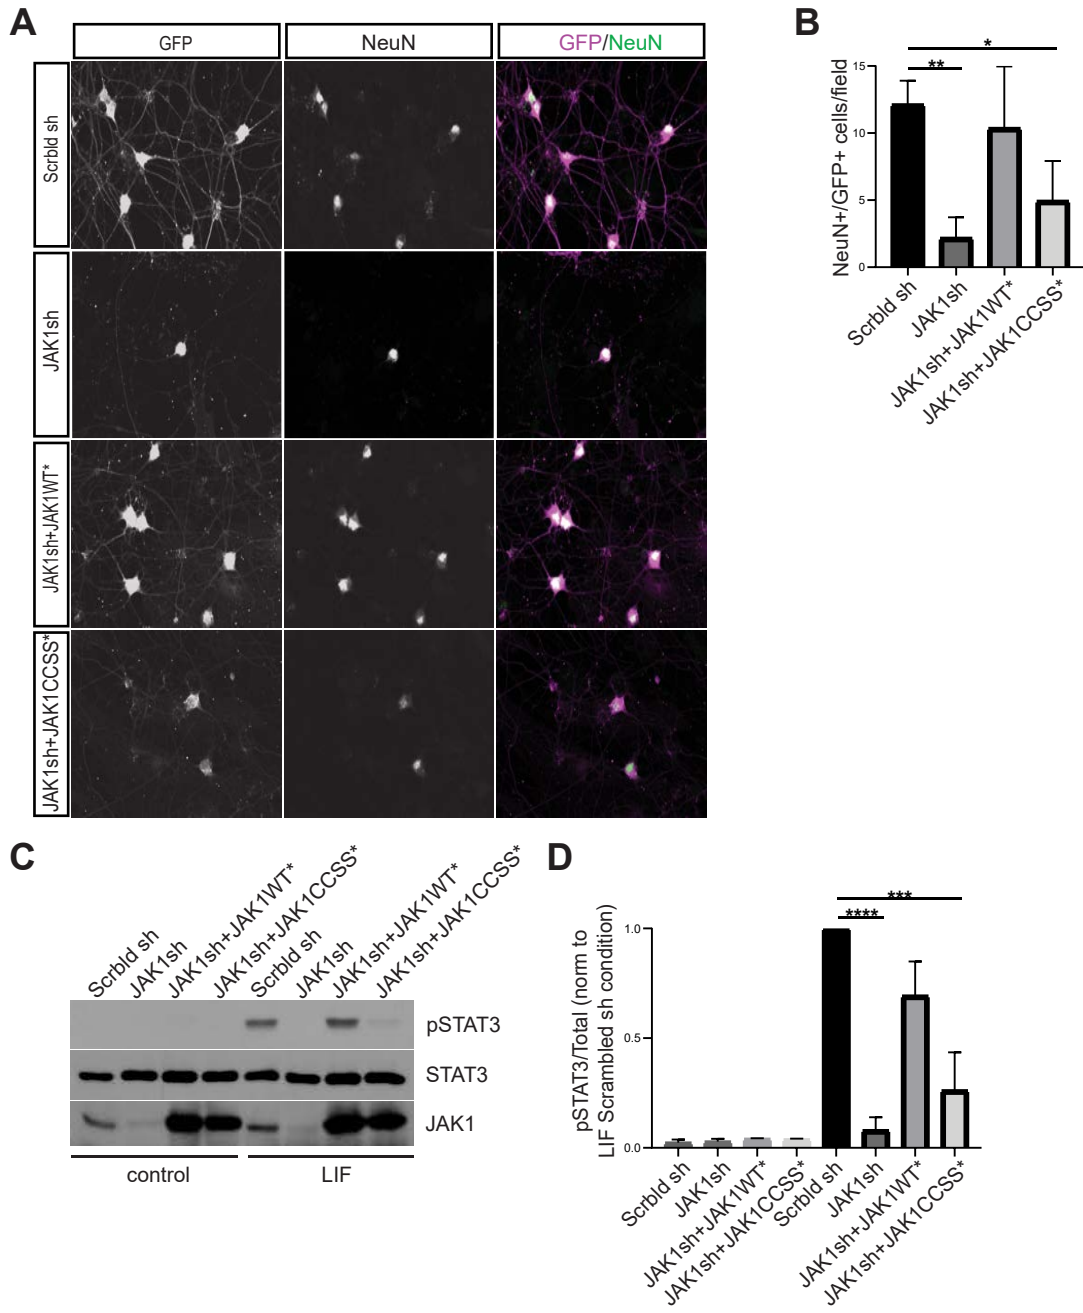 A
GFP
NeuN
GFP/NeuN
Scrbld sh
JAK1sh
JAK1sh+JAK1WT*
JAK1sh+JAK1CCSS*
B
NeuN+/GFP+ cells/field
15
10
5
0
*
**
Scrbld sh
JAK1sh
JAK1sh+JAK1WT*
JAK1sh+JAK1CCSS*
C
Scrbld sh
JAK1sh
JAK1sh+JAK1WT*
JAK1sh+JAK1CCSS*
Scrbld sh
JAK1sh
JAK1sh+JAK1WT*
JAK1sh+JAK1CCSS*
pSTAT3
STAT3
JAK1
control
LIF
D
pSTAT3/Total (norm to
LIF Scrambled sh condition)
1.0
0.5
0.0
***
****
Scrbld sh
JAK1sh
JAK1sh+JAK1WT*
JAK1sh+JAK1CCSS*
Scrbld sh
JAK1sh
JAK1sh+JAK1WT*
JAK1sh+JAK1CCSS*